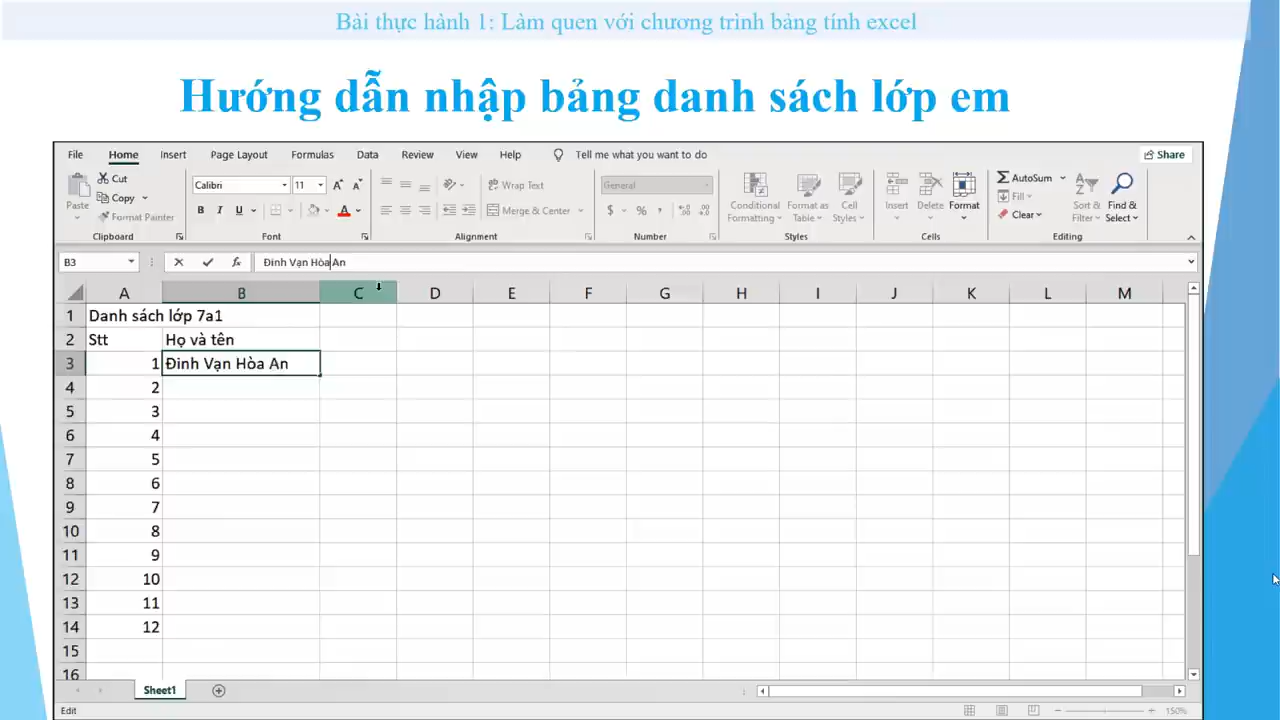 Bài thực hành 1: Làm quen với chương trình bảng tính excel
Hướng dẫn nhập bảng danh sách lớp em
File Home Insert Page Layout Formulas Data Review View Help Tell me what you want to do Share
Paste Cut Copy Format Painter Clipboard
Calibri 11 B I U A Font
Wrap Text Merge & Center Alignment
General $ % , Number
Conditional Formatting Format as Table Cell Styles Styles
Insert Delete Format Cells
AutoSum Fill Clear Sort & Filter Find & Select Editing
B3 fx Đinh Vạn Hòa An
A B C D E F G H I J K L M
1 Danh sách lớp 7a1
2 Stt Họ và tên
3 1 Đinh Vạn Hòa An
4 2
5 3
6 4
7 5
8 6
9 7
10 8
11 9
12 10
13 11
14 12
15
16
Sheet1
Edit 150%